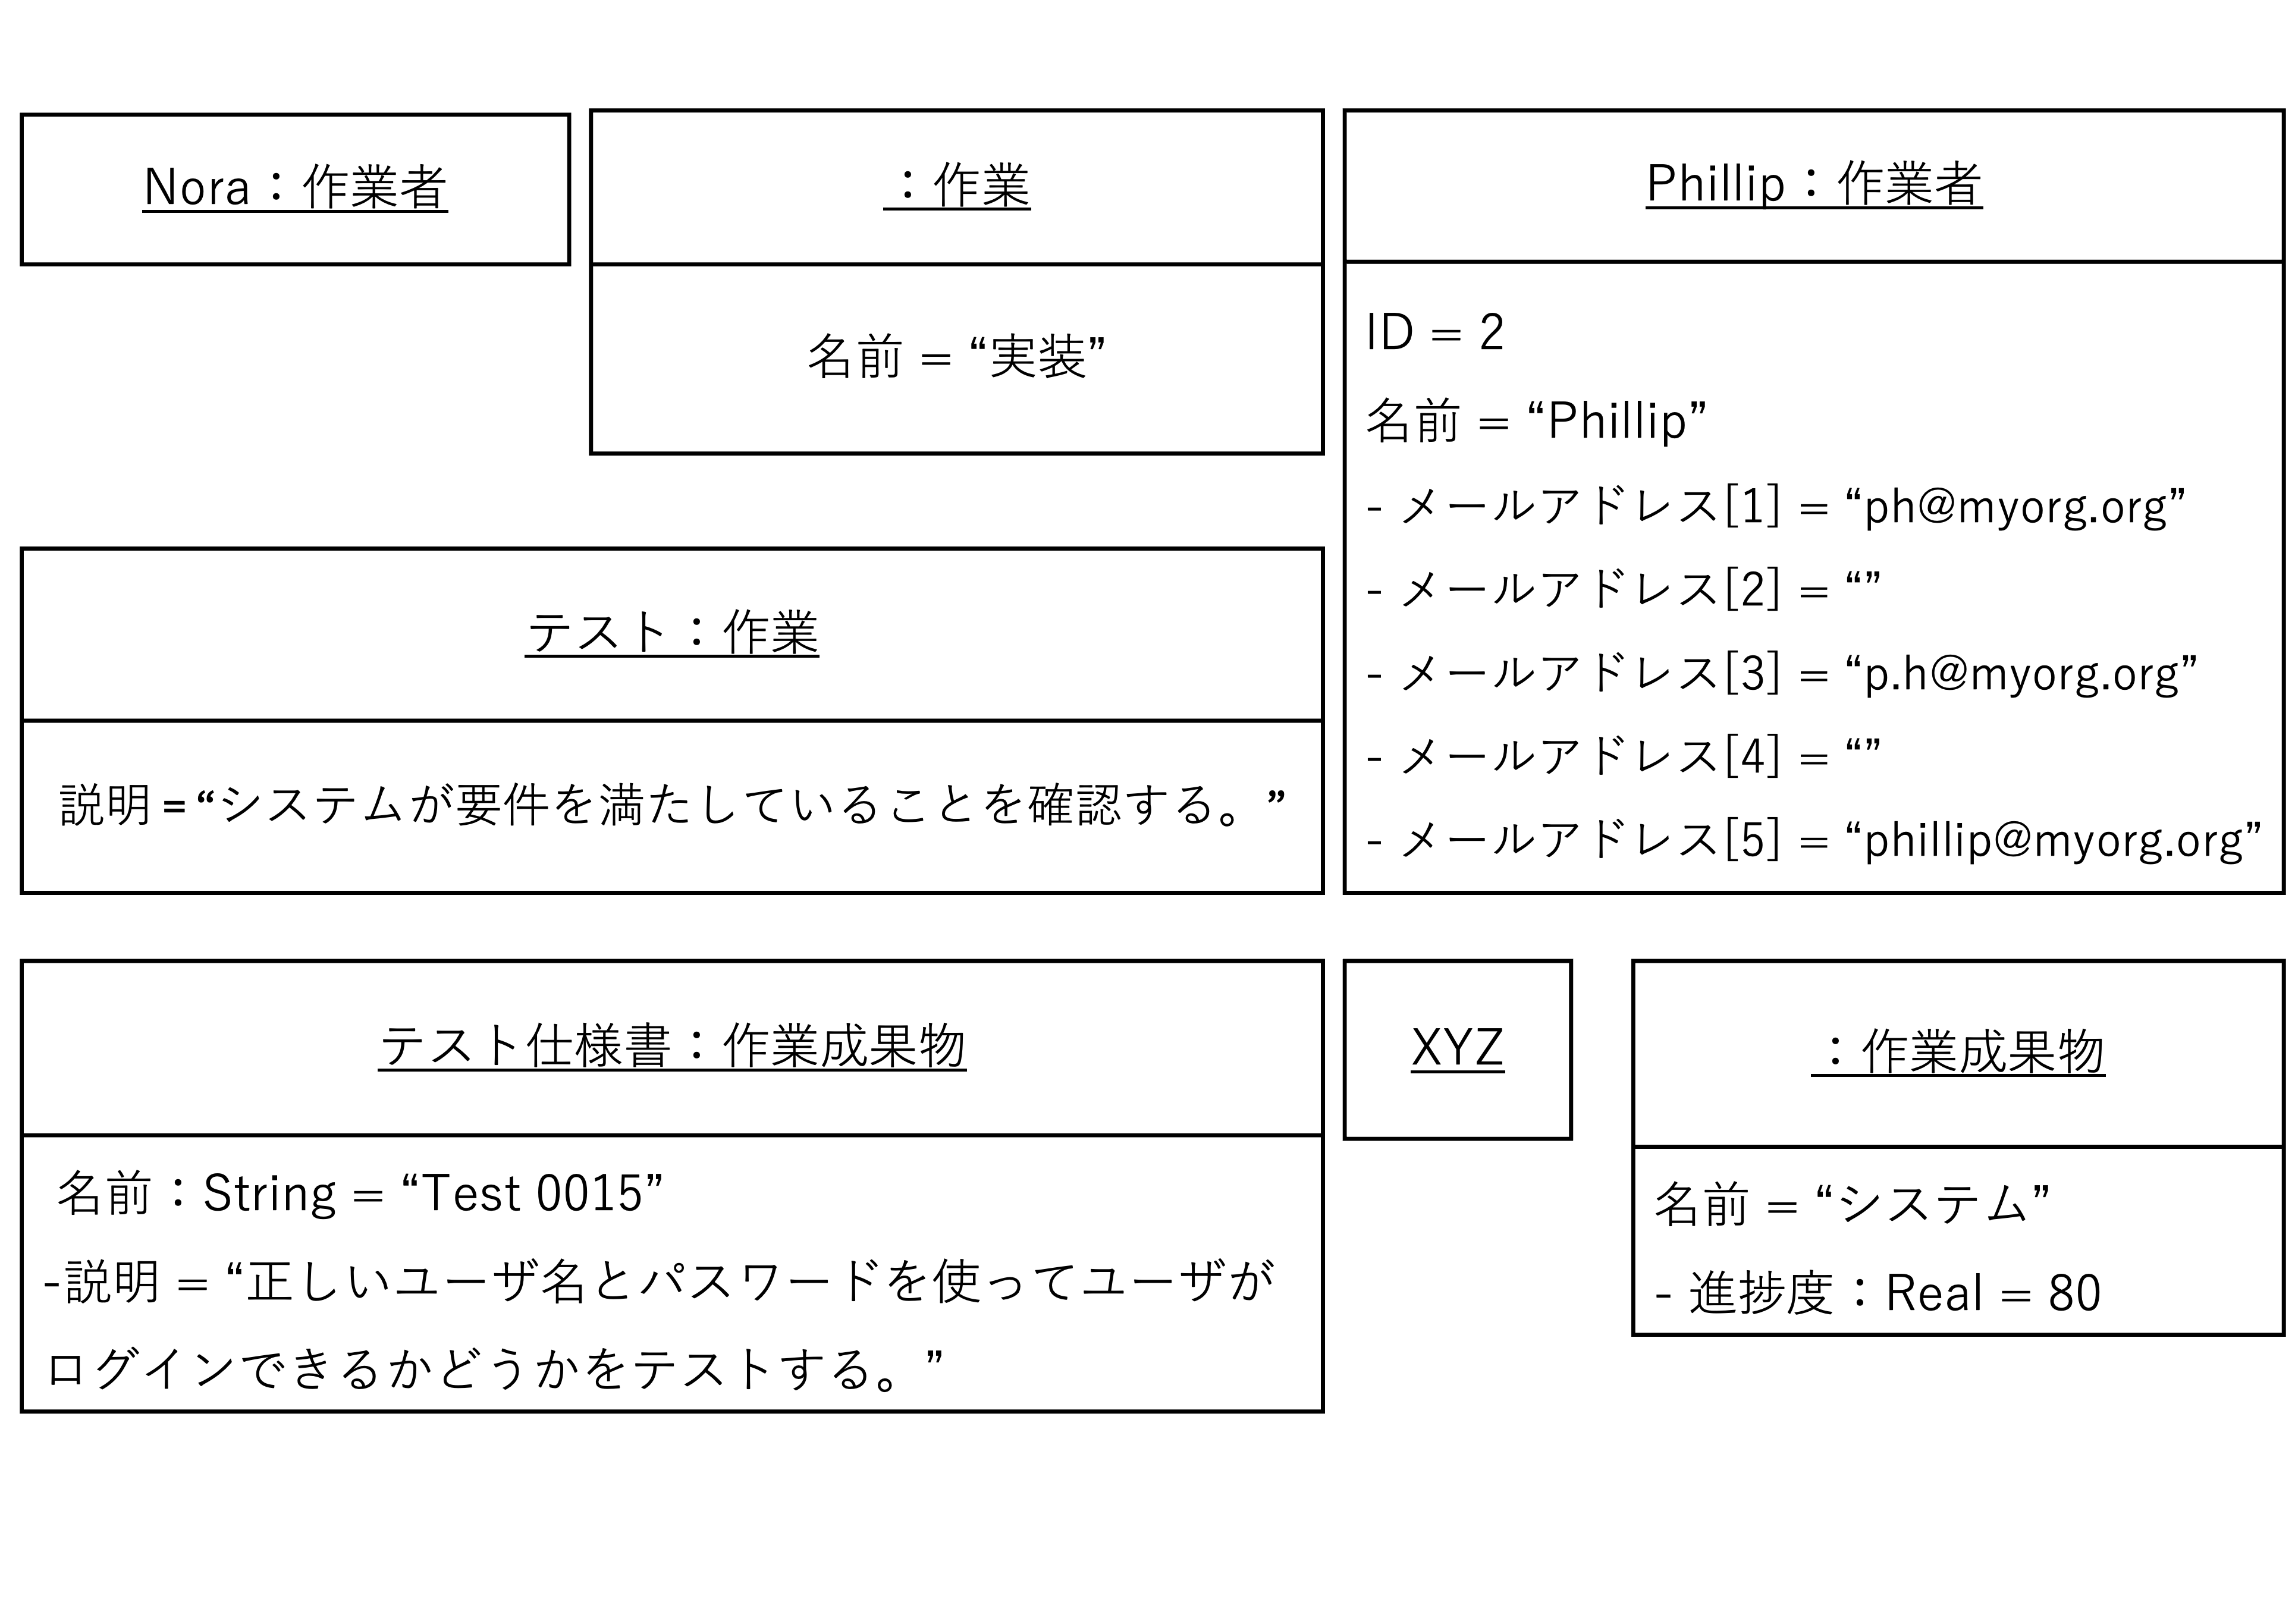 Nora：作業者
：作業
名前 = “実装”
Phillip：作業者
ID = 2
名前 = “Phillip”
- メールアドレス[1] = “ph@myorg.org”
- メールアドレス[2] = “”
- メールアドレス[3] = “p.h@myorg.org”
- メールアドレス[4] = “”
- メールアドレス[5] = “phillip@myorg.org”
テスト：作業
説明 = “システムが要件を満たしていることを確認する。”
テスト仕様書：作業成果物
名前：String = “Test 0015”
-説明 = “正しいユーザ名とパスワードを使ってユーザが
ログインできるかどうかをテストする。”
XYZ
：作業成果物
名前 = “システム”
- 進捗度：Real = 80